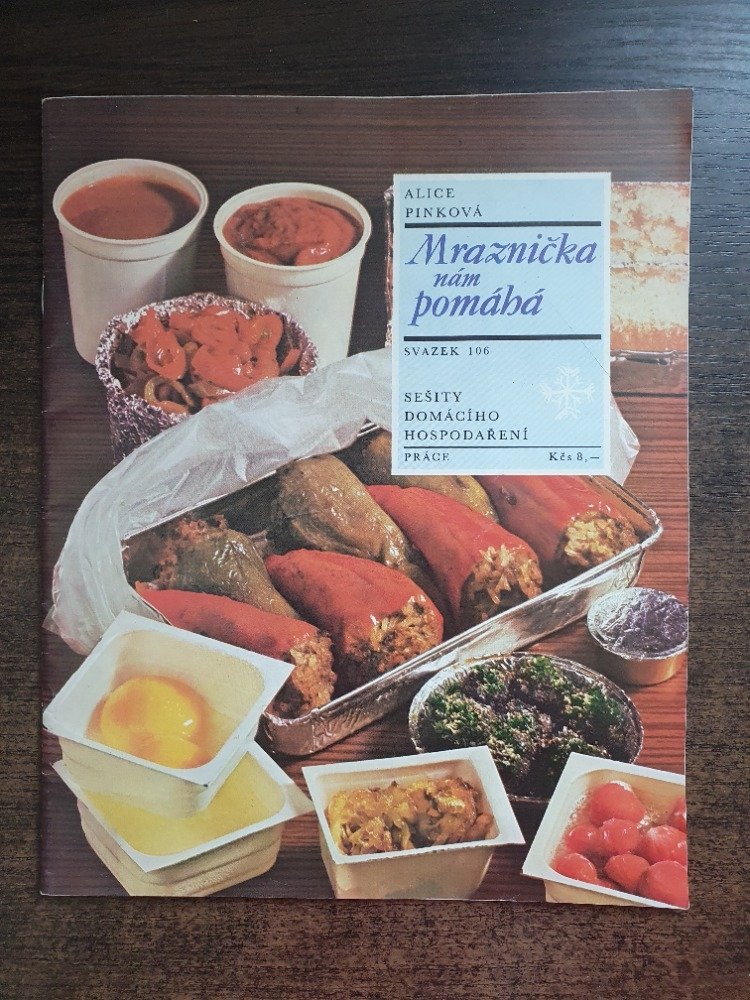 ALICE
PINKOVÁ
Mraznička
nám
pomáhá
SVAZEK 106
SEŠITY
DOMÁCÍHO
HOSPODAŘENÍ
PRÁCE Kčs 8,—